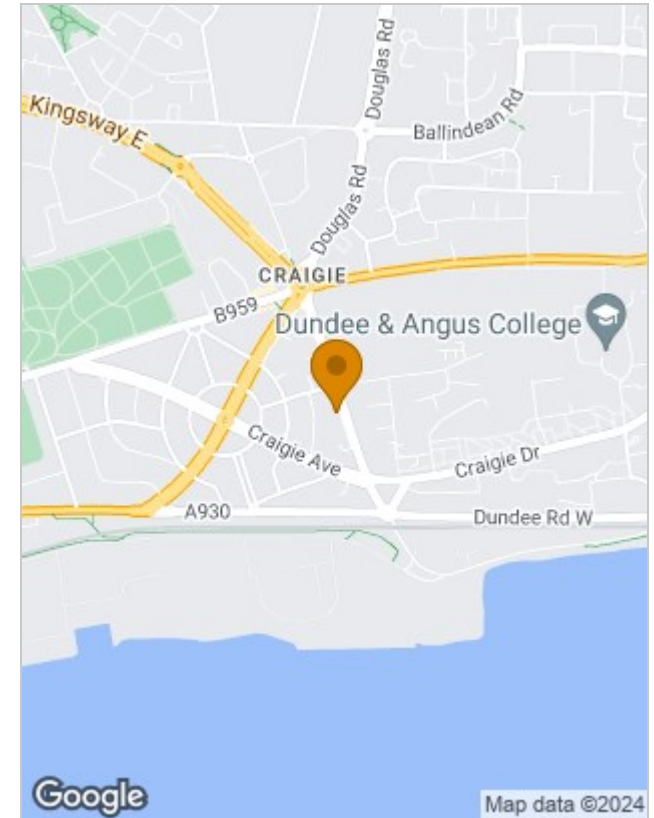 Douglas Rd
Kingsway E
Ballindean Rd
Douglas Rd
CRAIGIE
B959
Dundee & Angus College
Craigie Ave
Craigie Dr
A930
Dundee Rd W
Google
Map data ©2024